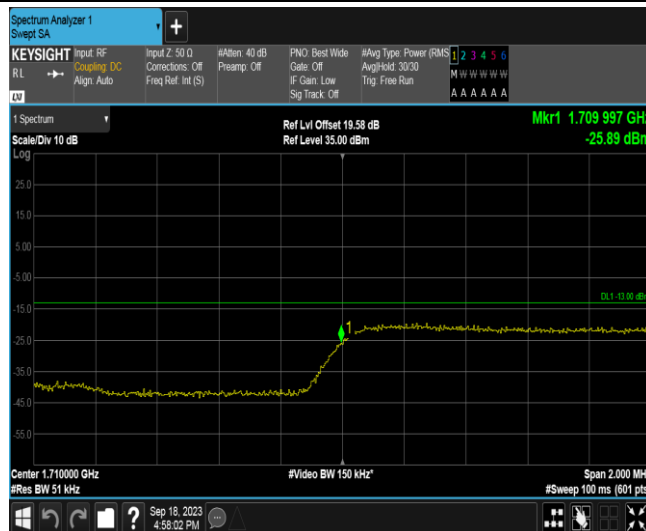 Spectrum Analyzer 1
Swept SA
+
KEYSIGHT Input: RF Input Z: 50 Ω #Atten: 40 dB PNO: Best Wide #Avg Type: Power (RMS 1 2 3 4 5 6
RL Coupling: DC Corrections: Off Preamp: Off Gate: Off Avg|Hold: 30/30 M W W W W W
Align: Auto Freq Ref: Int (S) IF Gain: Low Trig: Free Run
LXI Sig Track: Off A A A A A A
1 Spectrum
Ref Lvl Offset 19.58 dB Mkr1 1.709 997 GHz
Scale/Div 10 dB Ref Level 35.00 dBm -25.89 dBm
Log
25.0
15.0
5.00
-5.00
DL1 -13.00 dBm
-15.0
1
-25.0
-35.0
-45.0
-55.0
Center 1.710000 GHz #Video BW 150 kHz* Span 2.000 MH
#Res BW 51 kHz #Sweep 100 ms (601 pts
? Sep 18, 2023
4:58:02 PM